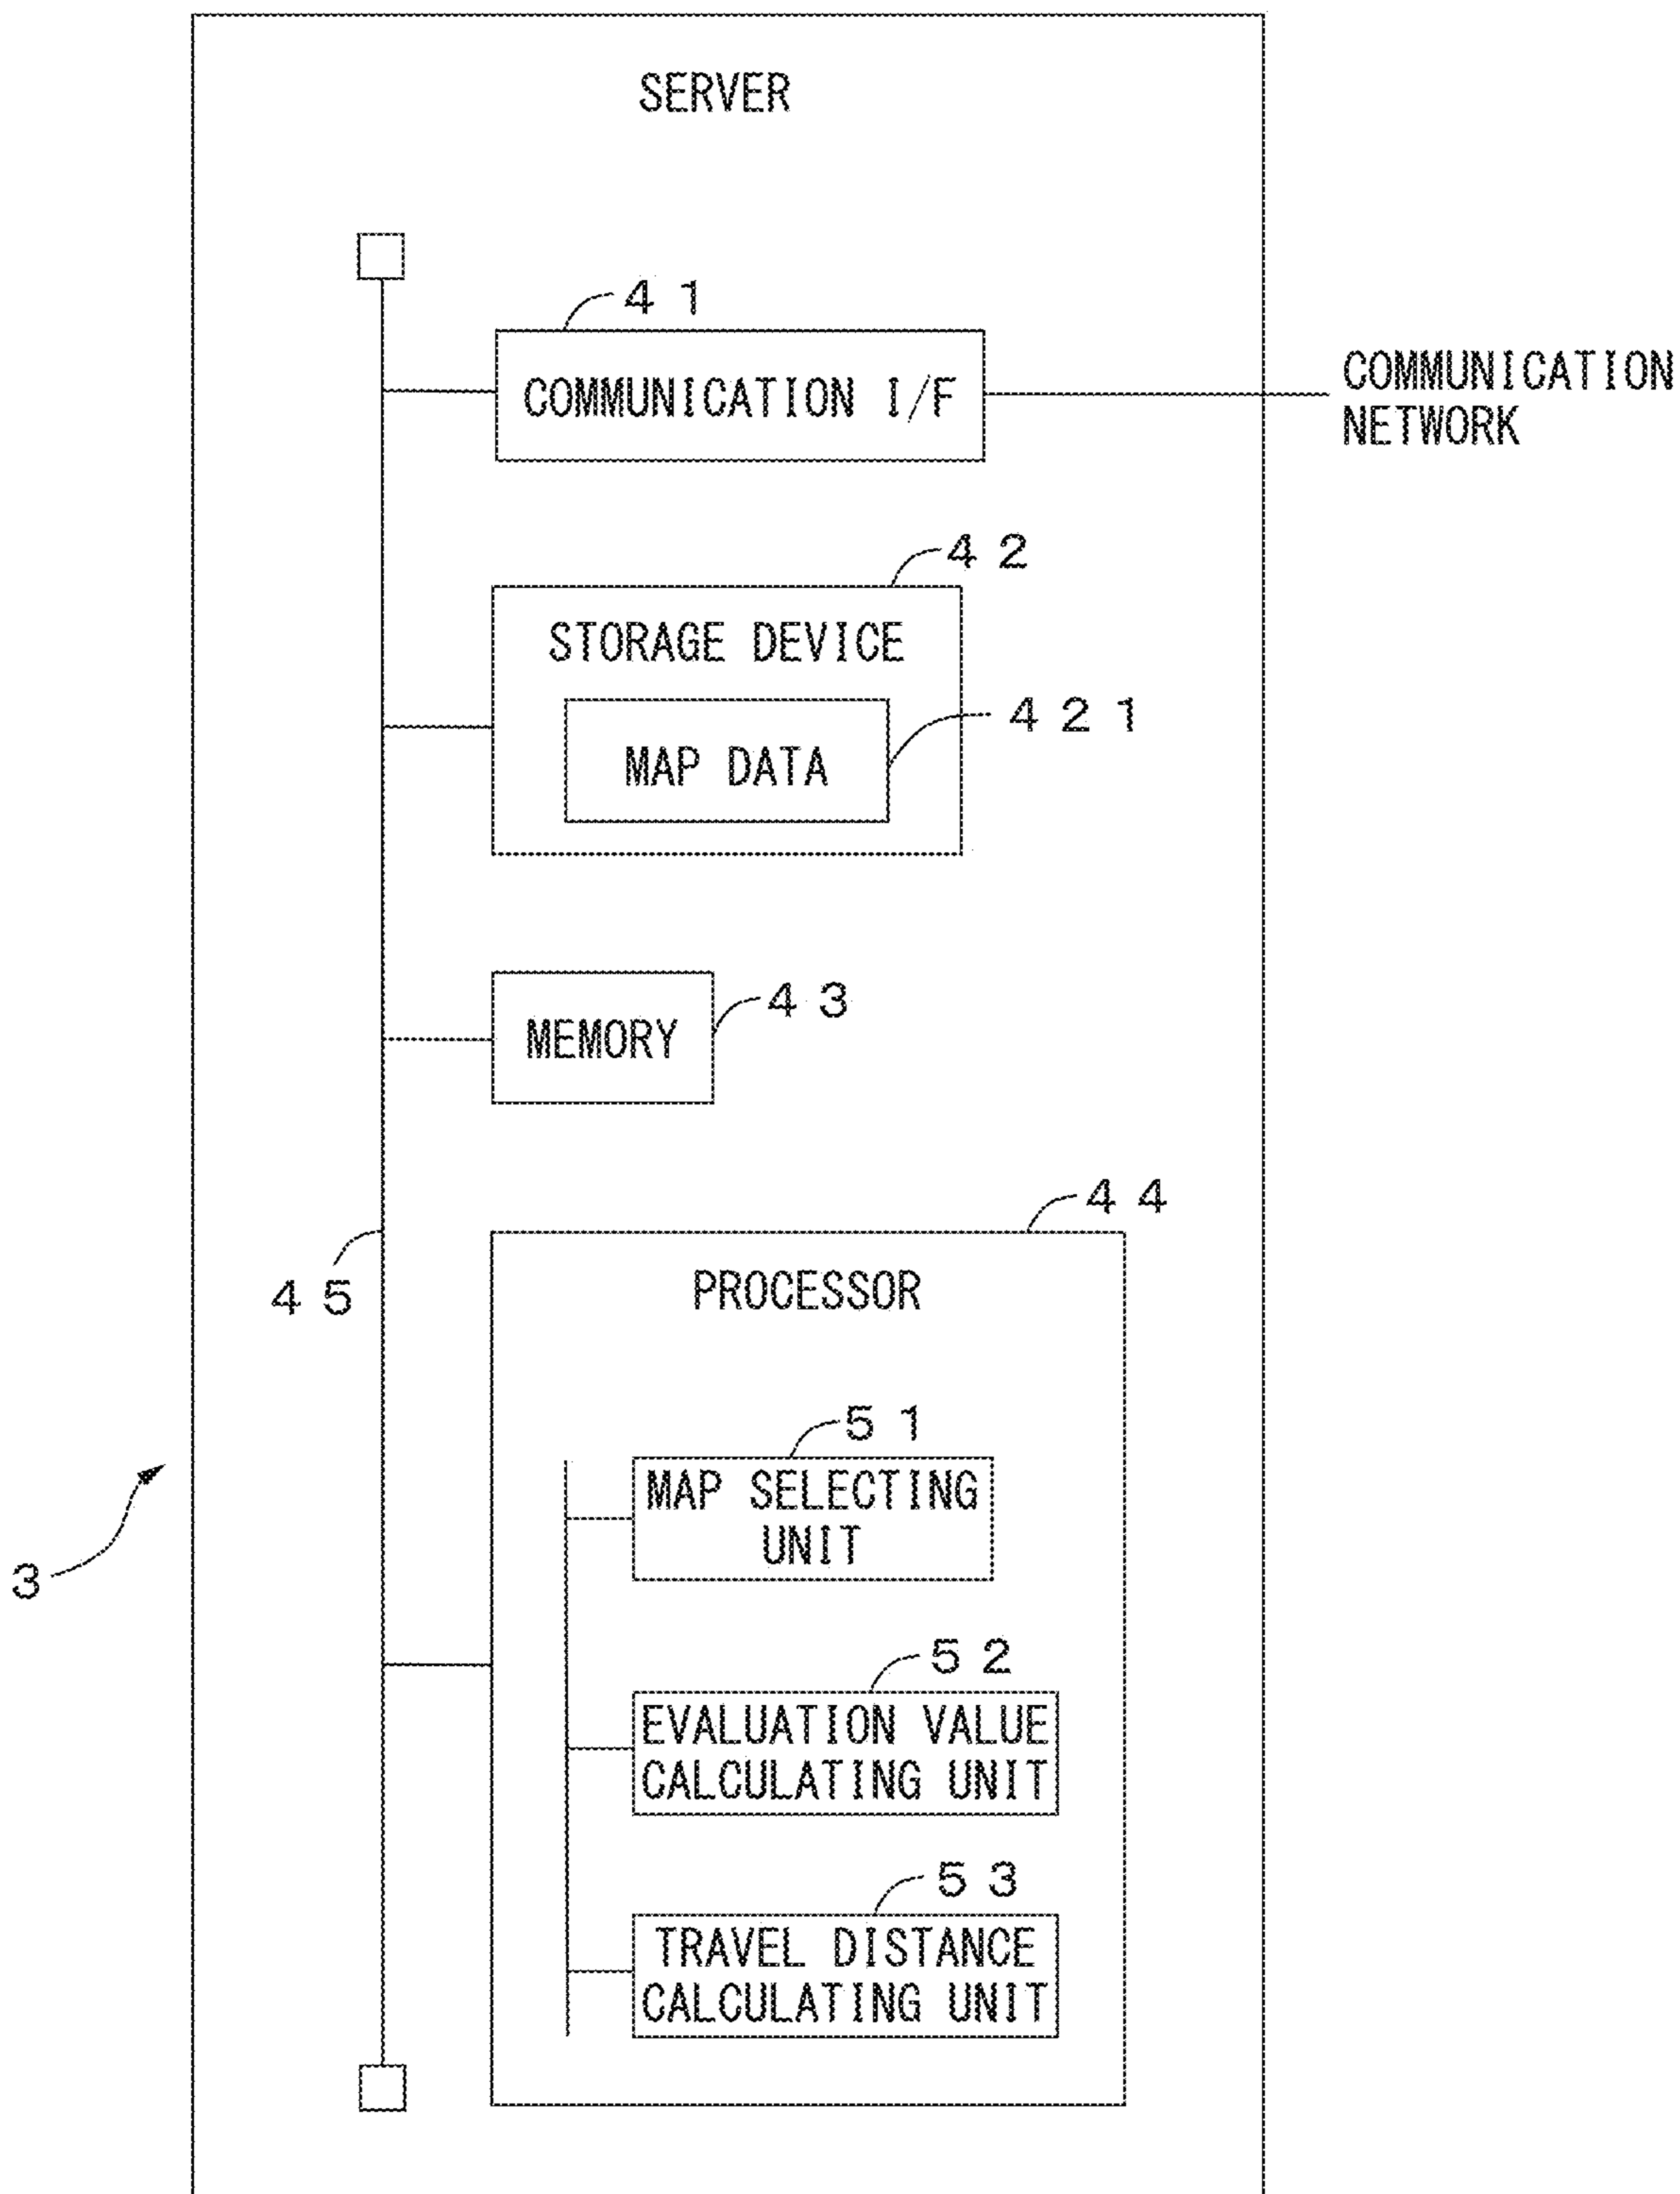 SERVER
41
COMMUNICATION I/F
COMMUNICATION
NETWORK
42
STORAGE DEVICE
421
MAP DATA
43
MEMORY
44
45
PROCESSOR
51
MAP SELECTING
UNIT
3
52
EVALUATION VALUE
CALCULATING UNIT
53
TRAVEL DISTANCE
CALCULATING UNIT